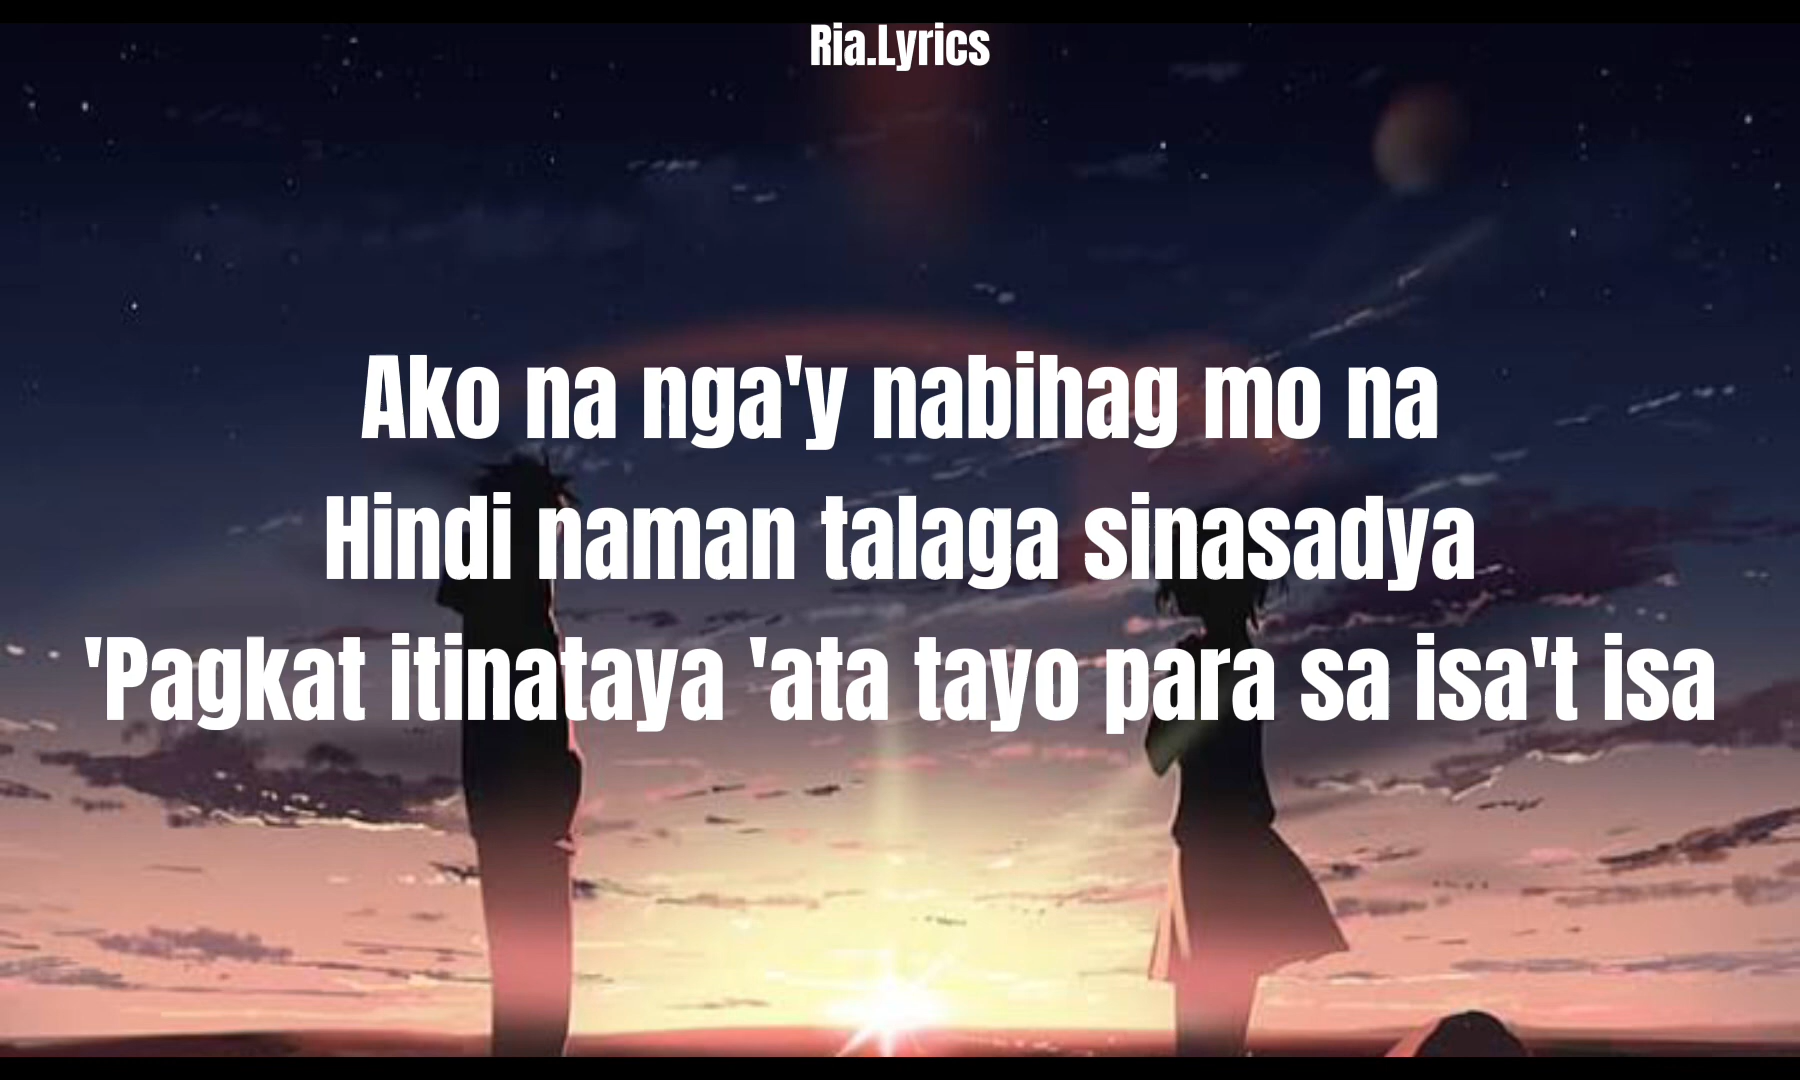 Ria.Lyrics
Ako na nga'y nabihag mo na
Hindi naman talaga sinasadya
'Pagkat itinataya 'ata tayo para sa isa't isa